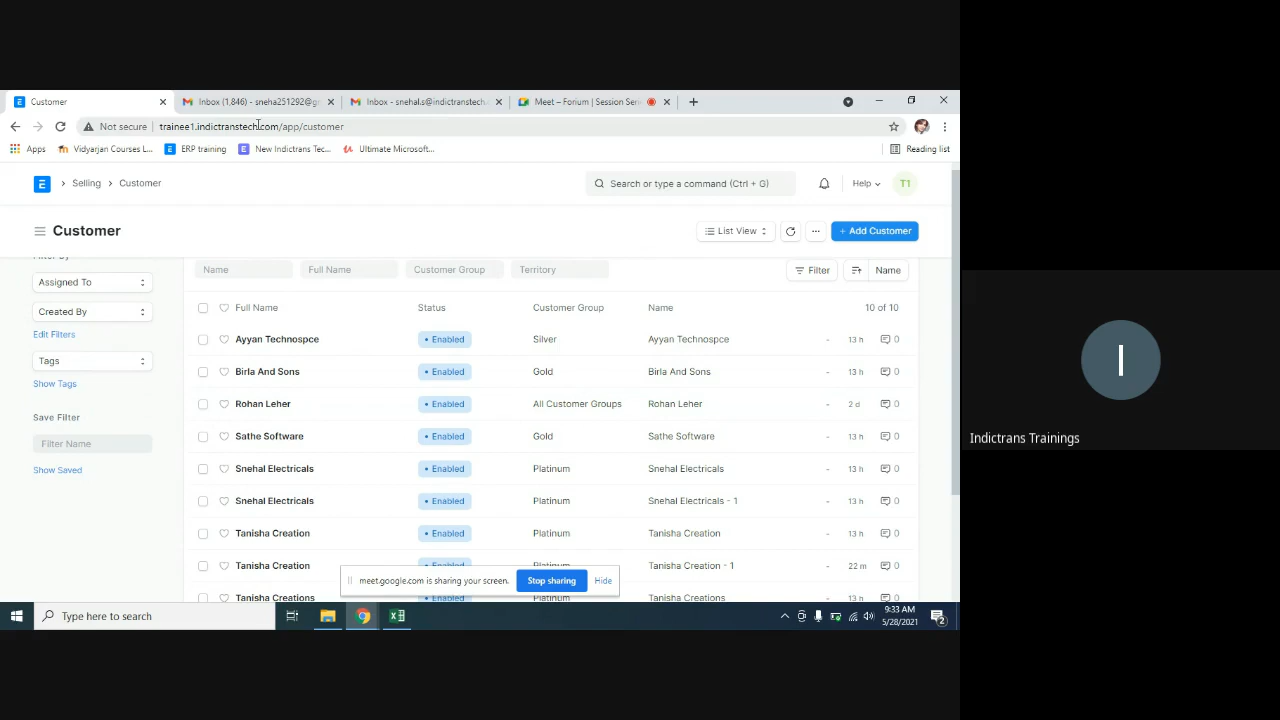 Customer
Inbox (1,846) - sneha251292@gr
Inbox - snehal.s@indictranstech.
Meet – Forium | Session Seri
Not secure
trainee1.indictranstech.com/app/customer
Apps
Vidyarjan Courses L...
ERP training
New Indictrans Tec...
Ultimate Microsoft...
Reading list
E
Selling
Customer
Search or type a command (Ctrl + G)
Help
T1
Customer
List View
...
+ Add Customer
Filter By
Name
Full Name
Customer Group
Territory
Filter
Name
Assigned To
Created By
Edit Filters
Tags
Show Tags
Save Filter
Filter Name
Show Saved
Full Name Status Customer Group Name 10 of 10
Ayyan Technospce Enabled Silver Ayyan Technospce - 13 h 0
Birla And Sons Enabled Gold Birla And Sons - 13 h 0
Rohan Leher Enabled All Customer Groups Rohan Leher - 2 d 0
Sathe Software Enabled Gold Sathe Software - 13 h 0
Snehal Electricals Enabled Platinum Snehal Electricals - 13 h 0
Snehal Electricals Enabled Platinum Snehal Electricals - 1 - 13 h 0
Tanisha Creation Enabled Platinum Tanisha Creation - 13 h 0
Tanisha Creation Enabled Platinum Tanisha Creation - 1 - 22 m 0
Tanisha Creations Enabled Platinum Tanisha Creations - 13 h 0
meet.google.com is sharing your screen.
Stop sharing
Hide
Type here to search
9:33 AM
5/28/2021
2
I
Indictrans Trainings